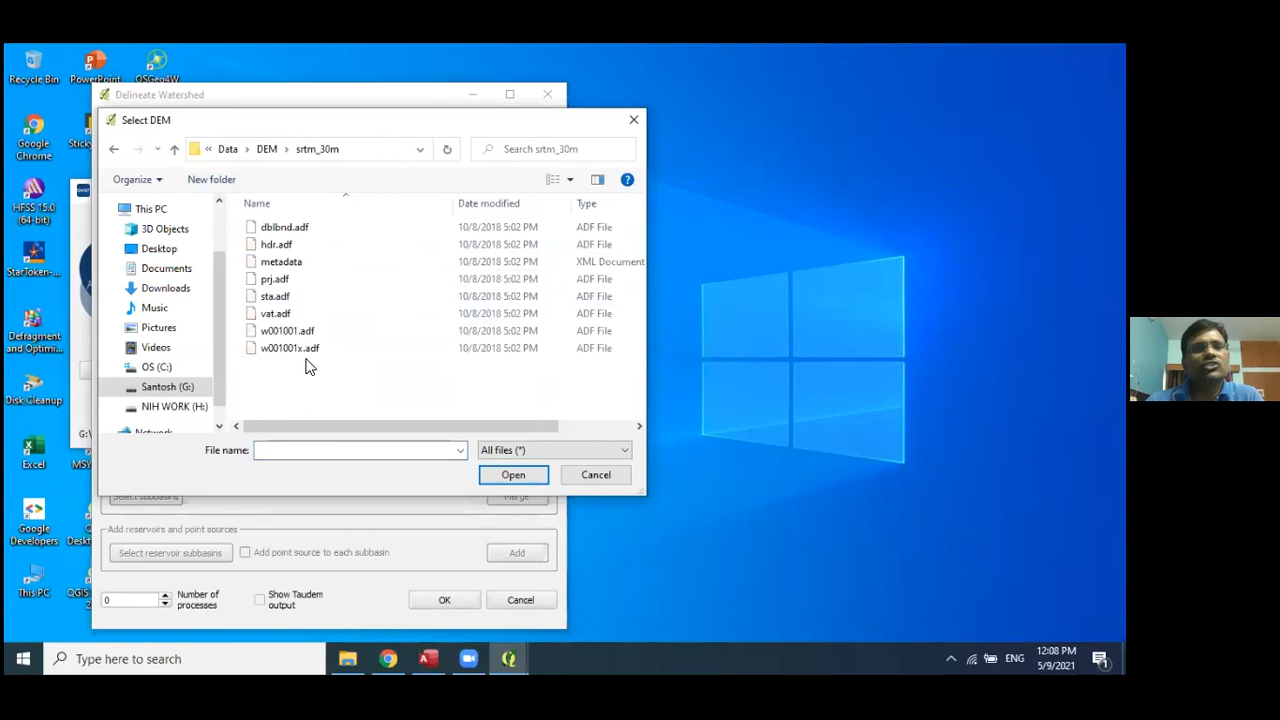 Recycle Bin
PowerPoint
OSGeo4W
Delineate Watershed
Select DEM
Google
Chrome
Sticky
« Data > DEM > srtm_30m
Search srtm_30m
Organize
New folder
HFSS 15.0
(64-bit)
StarToken-...
Defragment
and Optimi...
Disk Cleanup
Excel
MSY
Google
Developers
This PC
QGIS
This PC
3D Objects
Desktop
Documents
Downloads
Music
Pictures
Videos
OS (C:)
Santosh (G:)
NIH WORK (H:)
Network
Name
Date modified
Type
dblbnd.adf 10/8/2018 5:02 PM ADF File
hdr.adf 10/8/2018 5:02 PM ADF File
metadata 10/8/2018 5:02 PM XML Document
prj.adf 10/8/2018 5:02 PM ADF File
sta.adf 10/8/2018 5:02 PM ADF File
vat.adf 10/8/2018 5:02 PM ADF File
w001001.adf 10/8/2018 5:02 PM ADF File
w001001x.adf 10/8/2018 5:02 PM ADF File
File name:
All files (*)
Open
Cancel
Select subbasins
Merge
Add reservoirs and point sources
Select reservoir subbasins
Add point source to each subbasin
Add
0
Number of
processes
Show Taudem
output
OK
Cancel
Type here to search
ENG
12:08 PM
5/9/2021